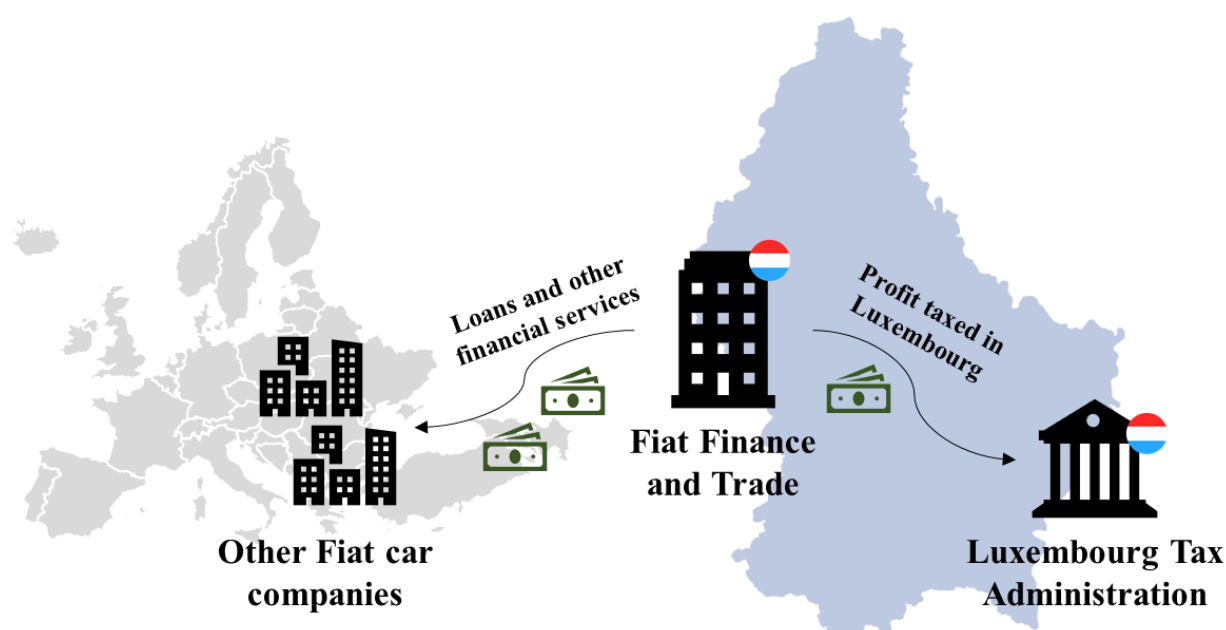 Loans and other
financial services
Profit taxed in
Luxembourg
Fiat Finance
and Trade
Other Fiat car
companies
Luxembourg Tax
Administration